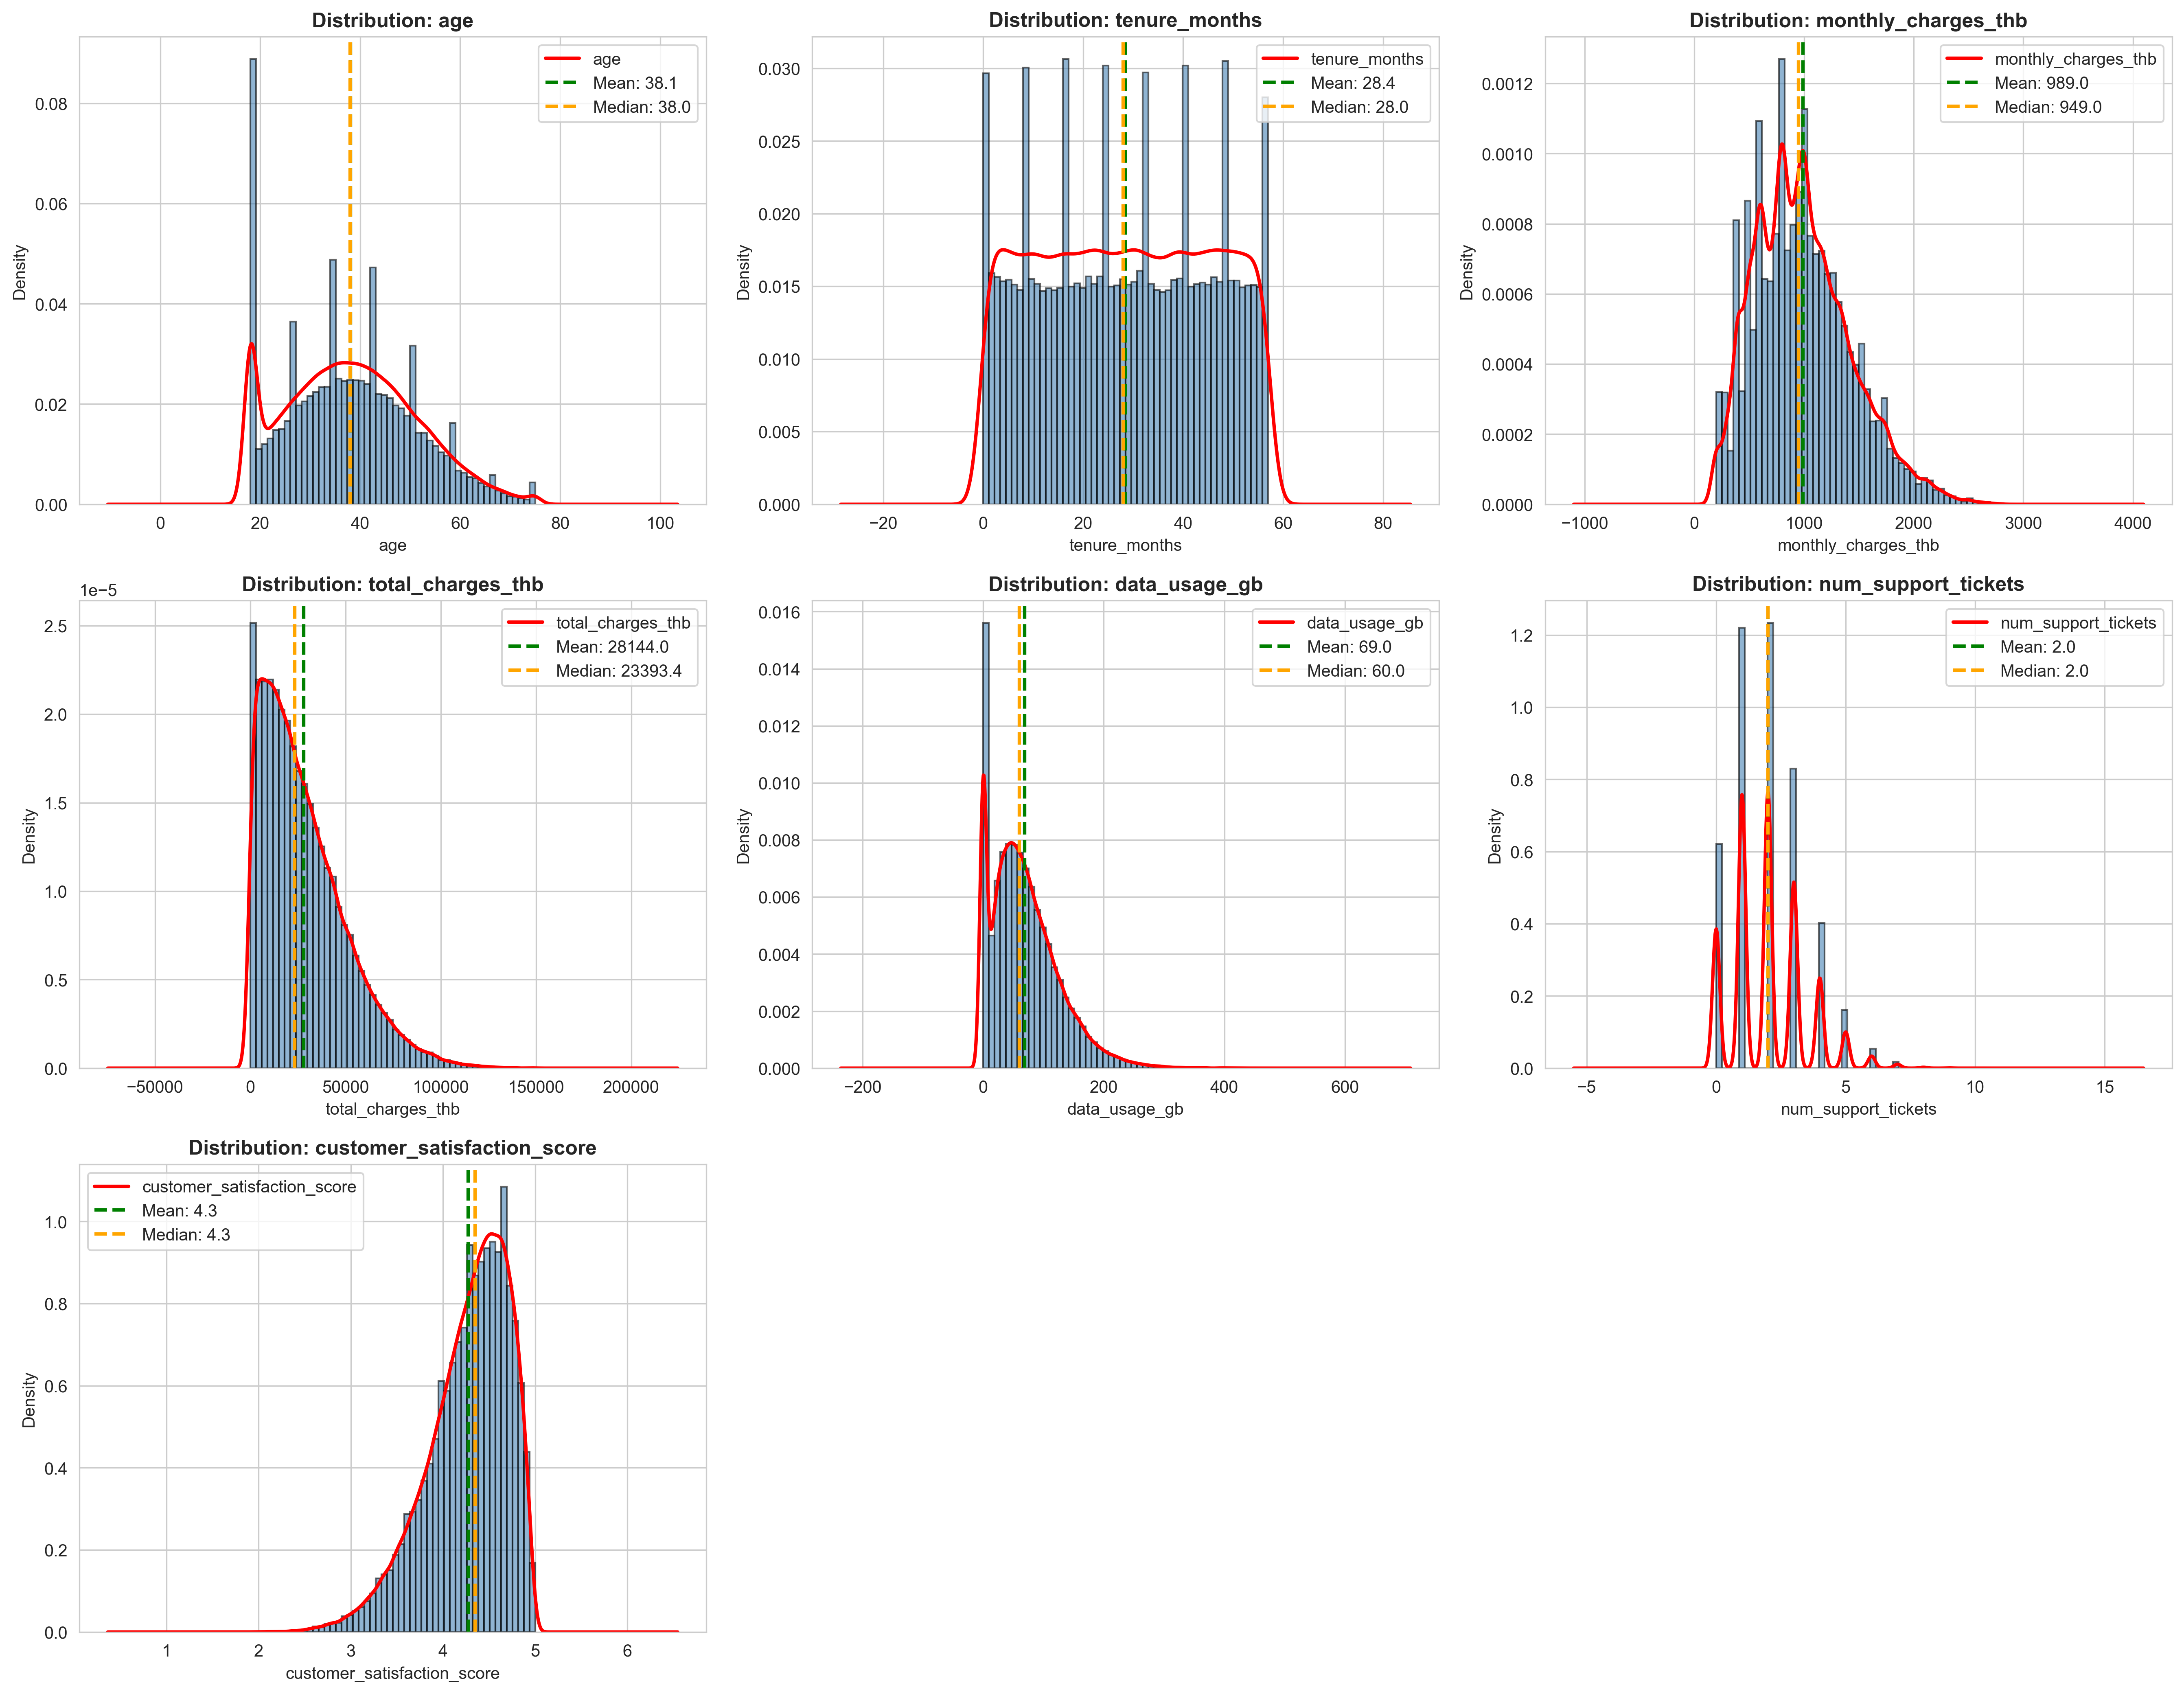 Distribution: age
age
Mean: 38.1
Median: 38.0
Density
0.08
0.06
0.04
0.02
0.00
0 20 40 60 80 100
age
Distribution: tenure_months
tenure_months
Mean: 28.4
Median: 28.0
Density
0.030
0.025
0.020
0.015
0.010
0.005
0.000
−20 0 20 40 60 80
tenure_months
Distribution: monthly_charges_thb
monthly_charges_thb
Mean: 989.0
Median: 949.0
Density
0.0012
0.0010
0.0008
0.0006
0.0004
0.0002
0.0000
−1000 0 1000 2000 3000 4000
monthly_charges_thb
Distribution: total_charges_thb
1e−5
total_charges_thb
Mean: 28144.0
Median: 23393.4
Density
2.5
2.0
1.5
1.0
0.5
0.0
−50000 0 50000 100000 150000 200000
total_charges_thb
Distribution: data_usage_gb
data_usage_gb
Mean: 69.0
Median: 60.0
Density
0.016
0.014
0.012
0.010
0.008
0.006
0.004
0.002
0.000
−200 0 200 400 600
data_usage_gb
Distribution: num_support_tickets
num_support_tickets
Mean: 2.0
Median: 2.0
Density
1.2
1.0
0.8
0.6
0.4
0.2
0.0
−5 0 5 10 15
num_support_tickets
Distribution: customer_satisfaction_score
customer_satisfaction_score
Mean: 4.3
Median: 4.3
Density
1.0
0.8
0.6
0.4
0.2
0.0
1 2 3 4 5 6
customer_satisfaction_score